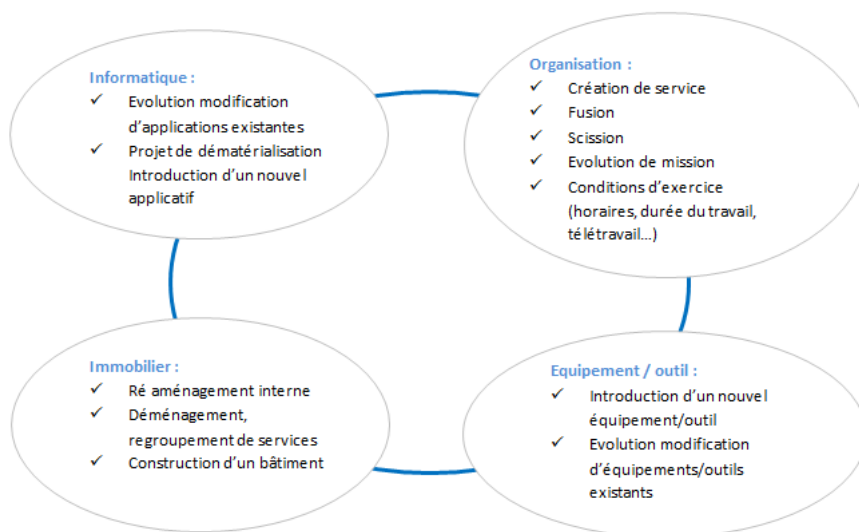 Informatique :
✓ Evolution modification
d'applications existantes
✓ Projet de dématérialisation
Introduction d'un nouvel
applicatif
Organisation :
✓ Création de service
✓ Fusion
✓ Scission
✓ Evolution de mission
✓ Conditions d'exercice
(horaires, durée du travail,
télétravail...)
Immobilier :
✓ Ré aménagement interne
✓ Déménagement,
regroupement de services
✓ Construction d'un bâtiment
Equipement / outil :
✓ Introduction d'un nouvel
équipement/outil
✓ Evolution modification
d'équipements/outils
existants